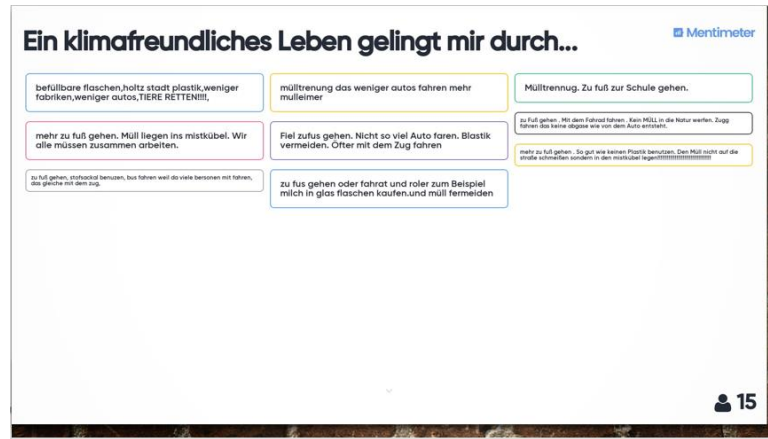 Ein klimafreundliches Leben gelingt mir durch...
Mentimeter
befüllbare flaschen,holtz stadt plastik,weniger
fabriken,weniger autos,TIERE RETTEN!!!!,
mülltrenung das weniger autos fahren mehr
mulleimer
Mülltrennug. Zu fuß zur Schule gehen.
mehr zu fuß gehen. Müll liegen ins mistkübel. Wir
alle müssen zusammen arbeiten.
Fiel zufus gehen. Nicht so viel Auto faren. Blastik
vermeiden. Öfter mit dem Zug fahren
zu Fuß gehen , Mit dem Fahrad fahren . Kein MÜLL in die Natur werfen. Zugg
fahren das keine abgase wie von dem Auto entsteht.
mehr zu fuß gehen , So gut wie keinen Plastik benutzen. Den Müll nicht auf die
straße schmeißen sondern in den mistkübel legen!!!!!!!!!!!!!!!!!!!!!!!!!!!
zu fuß gehen, stofsackal benuzen, bus fahren weil da viele bersonen mit fahren,
das gleiche mit dem zug,
zu fus gehen oder fahrat und roler zum Beispiel
milch in glas flaschen kaufen.und müll fermeiden
15